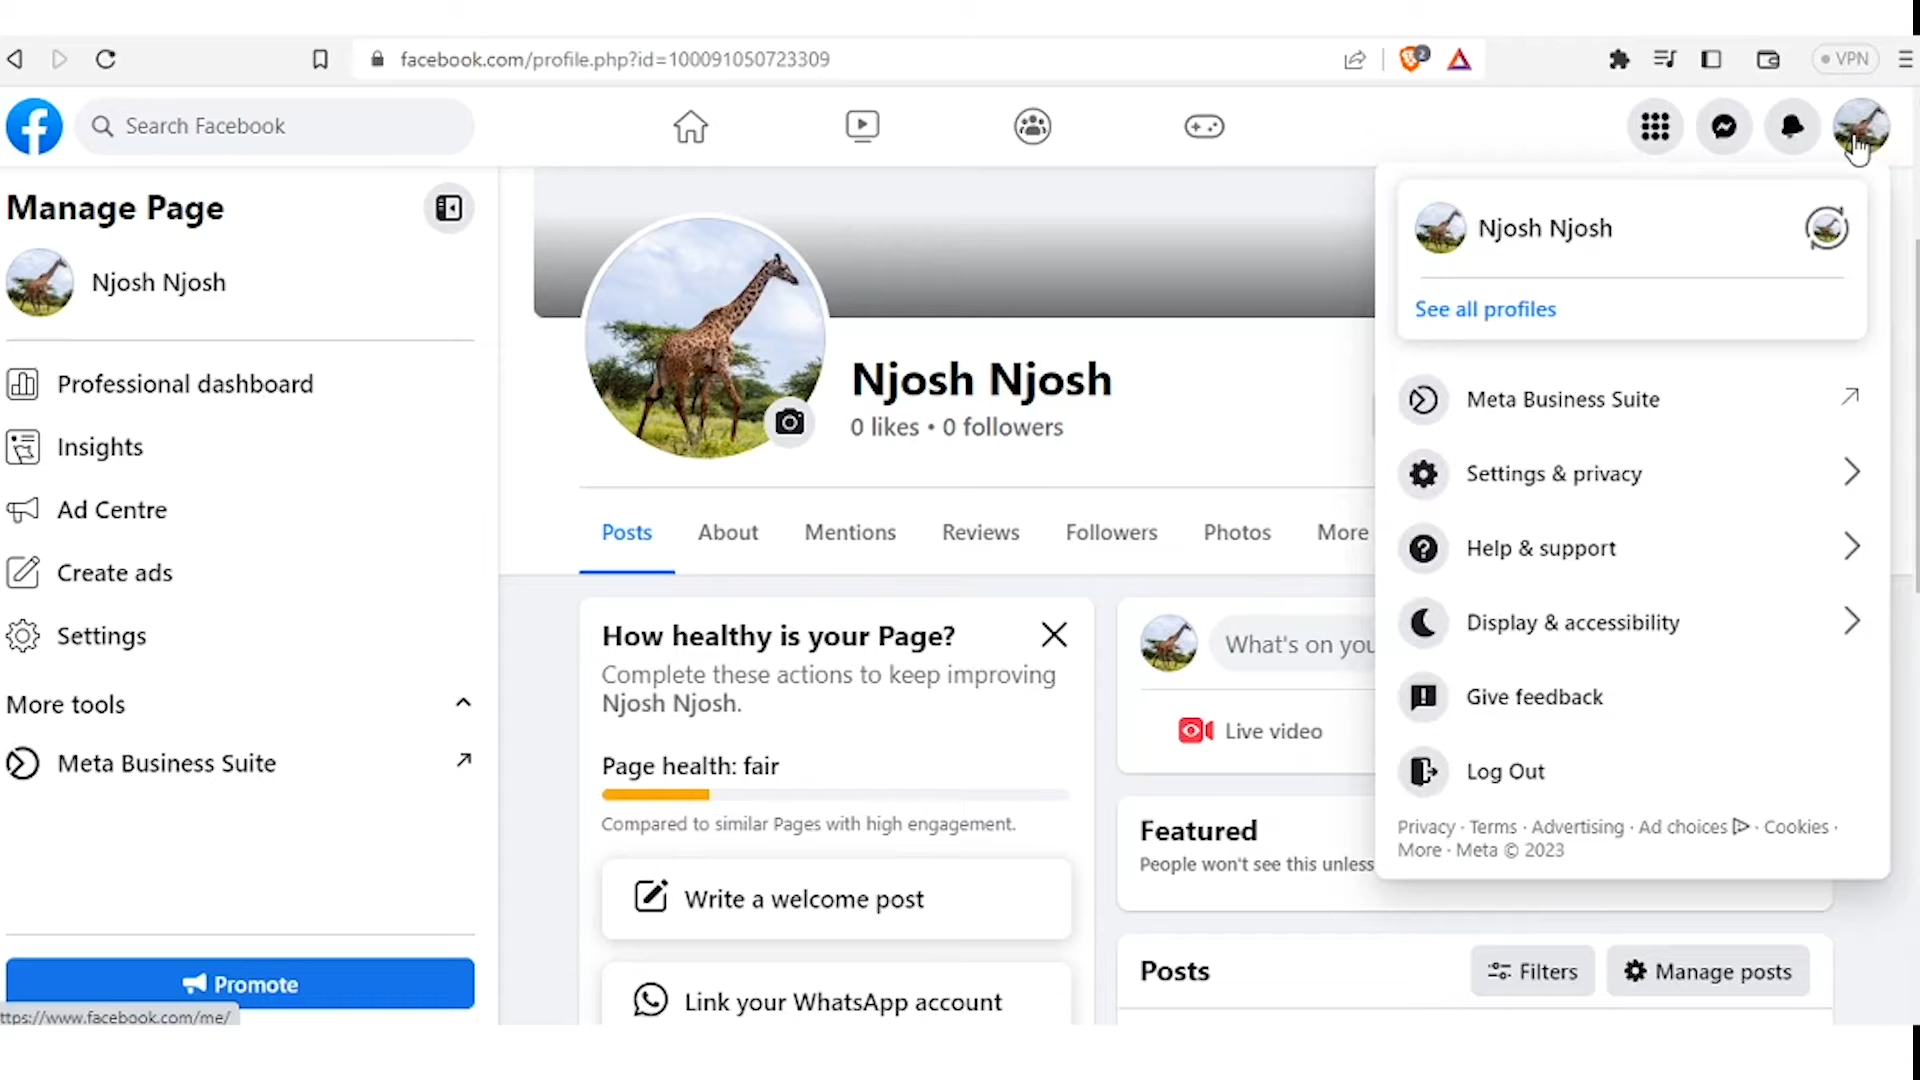 facebook.com/profile.php?id=100091050723309
2
VPN
Search Facebook
Manage Page
Njosh Njosh
Professional dashboard
Insights
Ad Centre
Create ads
Settings
More tools
Meta Business Suite
Promote
ttps://www.facebook.com/me/
Njosh Njosh
0 likes • 0 followers
Posts
About
Mentions
Reviews
Followers
Photos
More
How healthy is your Page?
Complete these actions to keep improving
Njosh Njosh.
Page health: fair
Compared to similar Pages with high engagement.
Write a welcome post
Link your WhatsApp account
What's on you
Live video
Featured
People won't see this unless
Posts
Filters
Manage posts
Njosh Njosh
See all profiles
Meta Business Suite
Settings & privacy
Help & support
Display & accessibility
Give feedback
Log Out
Privacy · Terms · Advertising · Ad choices · Cookies ·
More · Meta © 2023